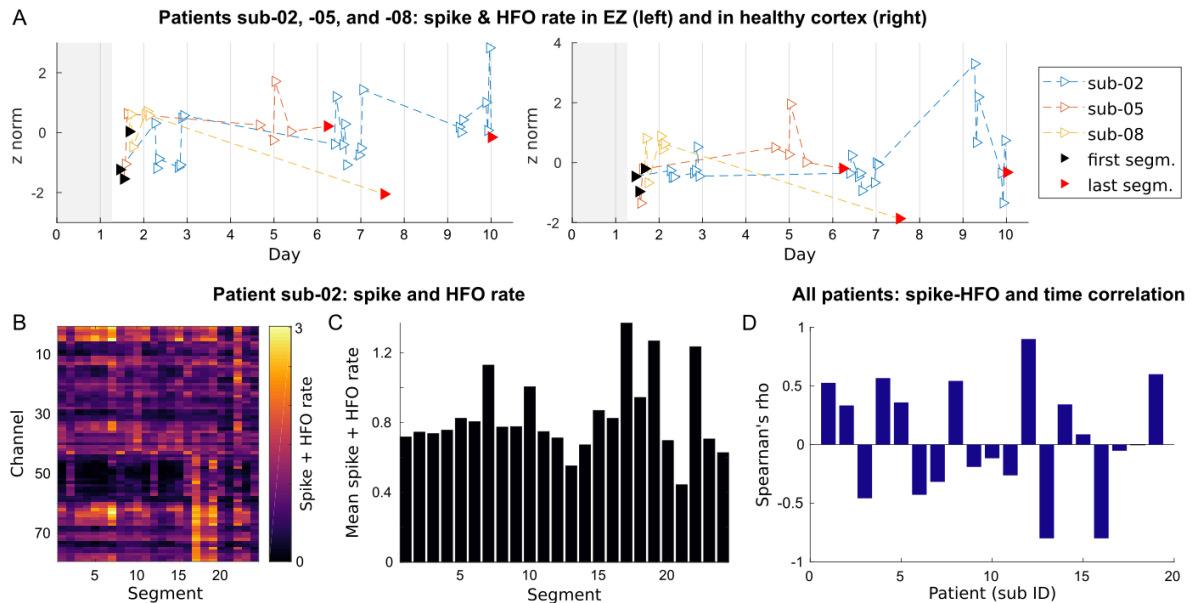 A Patients sub-02, -05, and -08: spike & HFO rate in EZ (left) and in healthy cortex (right)
z norm
4
2
0
-2
0 1 2 3 4 5 6 7 8 9 10
Day
z norm
4
2
0
-2
0 1 2 3 4 5 6 7 8 9 10
Day
sub-02
sub-05
sub-08
first segm.
last segm.
Patient sub-02: spike and HFO rate
B
Channel
10
30
50
70
5 10 15 20
Segment
3
0
Spike + HFO rate
C
Mean spike + HFO rate
1.2
0.8
0.4
0
5 10 15 20
Segment
All patients: spike-HFO and time correlation
D
Spearman's rho
1
0.5
0
-0.5
-1
0 5 10 15 20
Patient (sub ID)